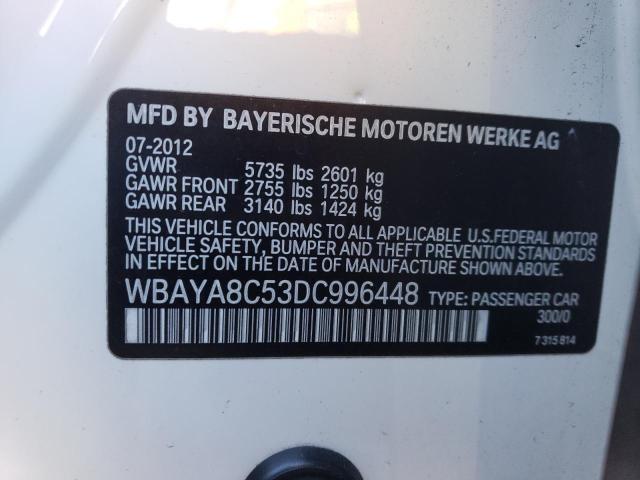 MFD BY BAYERISCHE MOTOREN WERKE AG
07-2012
GVWR 5735 lbs 2601 kg
GAWR FRONT 2755 lbs 1250 kg
GAWR REAR 3140 lbs 1424 kg
THIS VEHICLE CONFORMS TO ALL APPLICABLE U.S.FEDERAL MOTOR
VEHICLE SAFETY, BUMPER AND THEFT PREVENTION STANDARDS
IN EFFECT ON THE DATE OF MANUFACTURE SHOWN ABOVE.
WBAYA8C53DC996448 TYPE: PASSENGER CAR
300/0
7 315 814